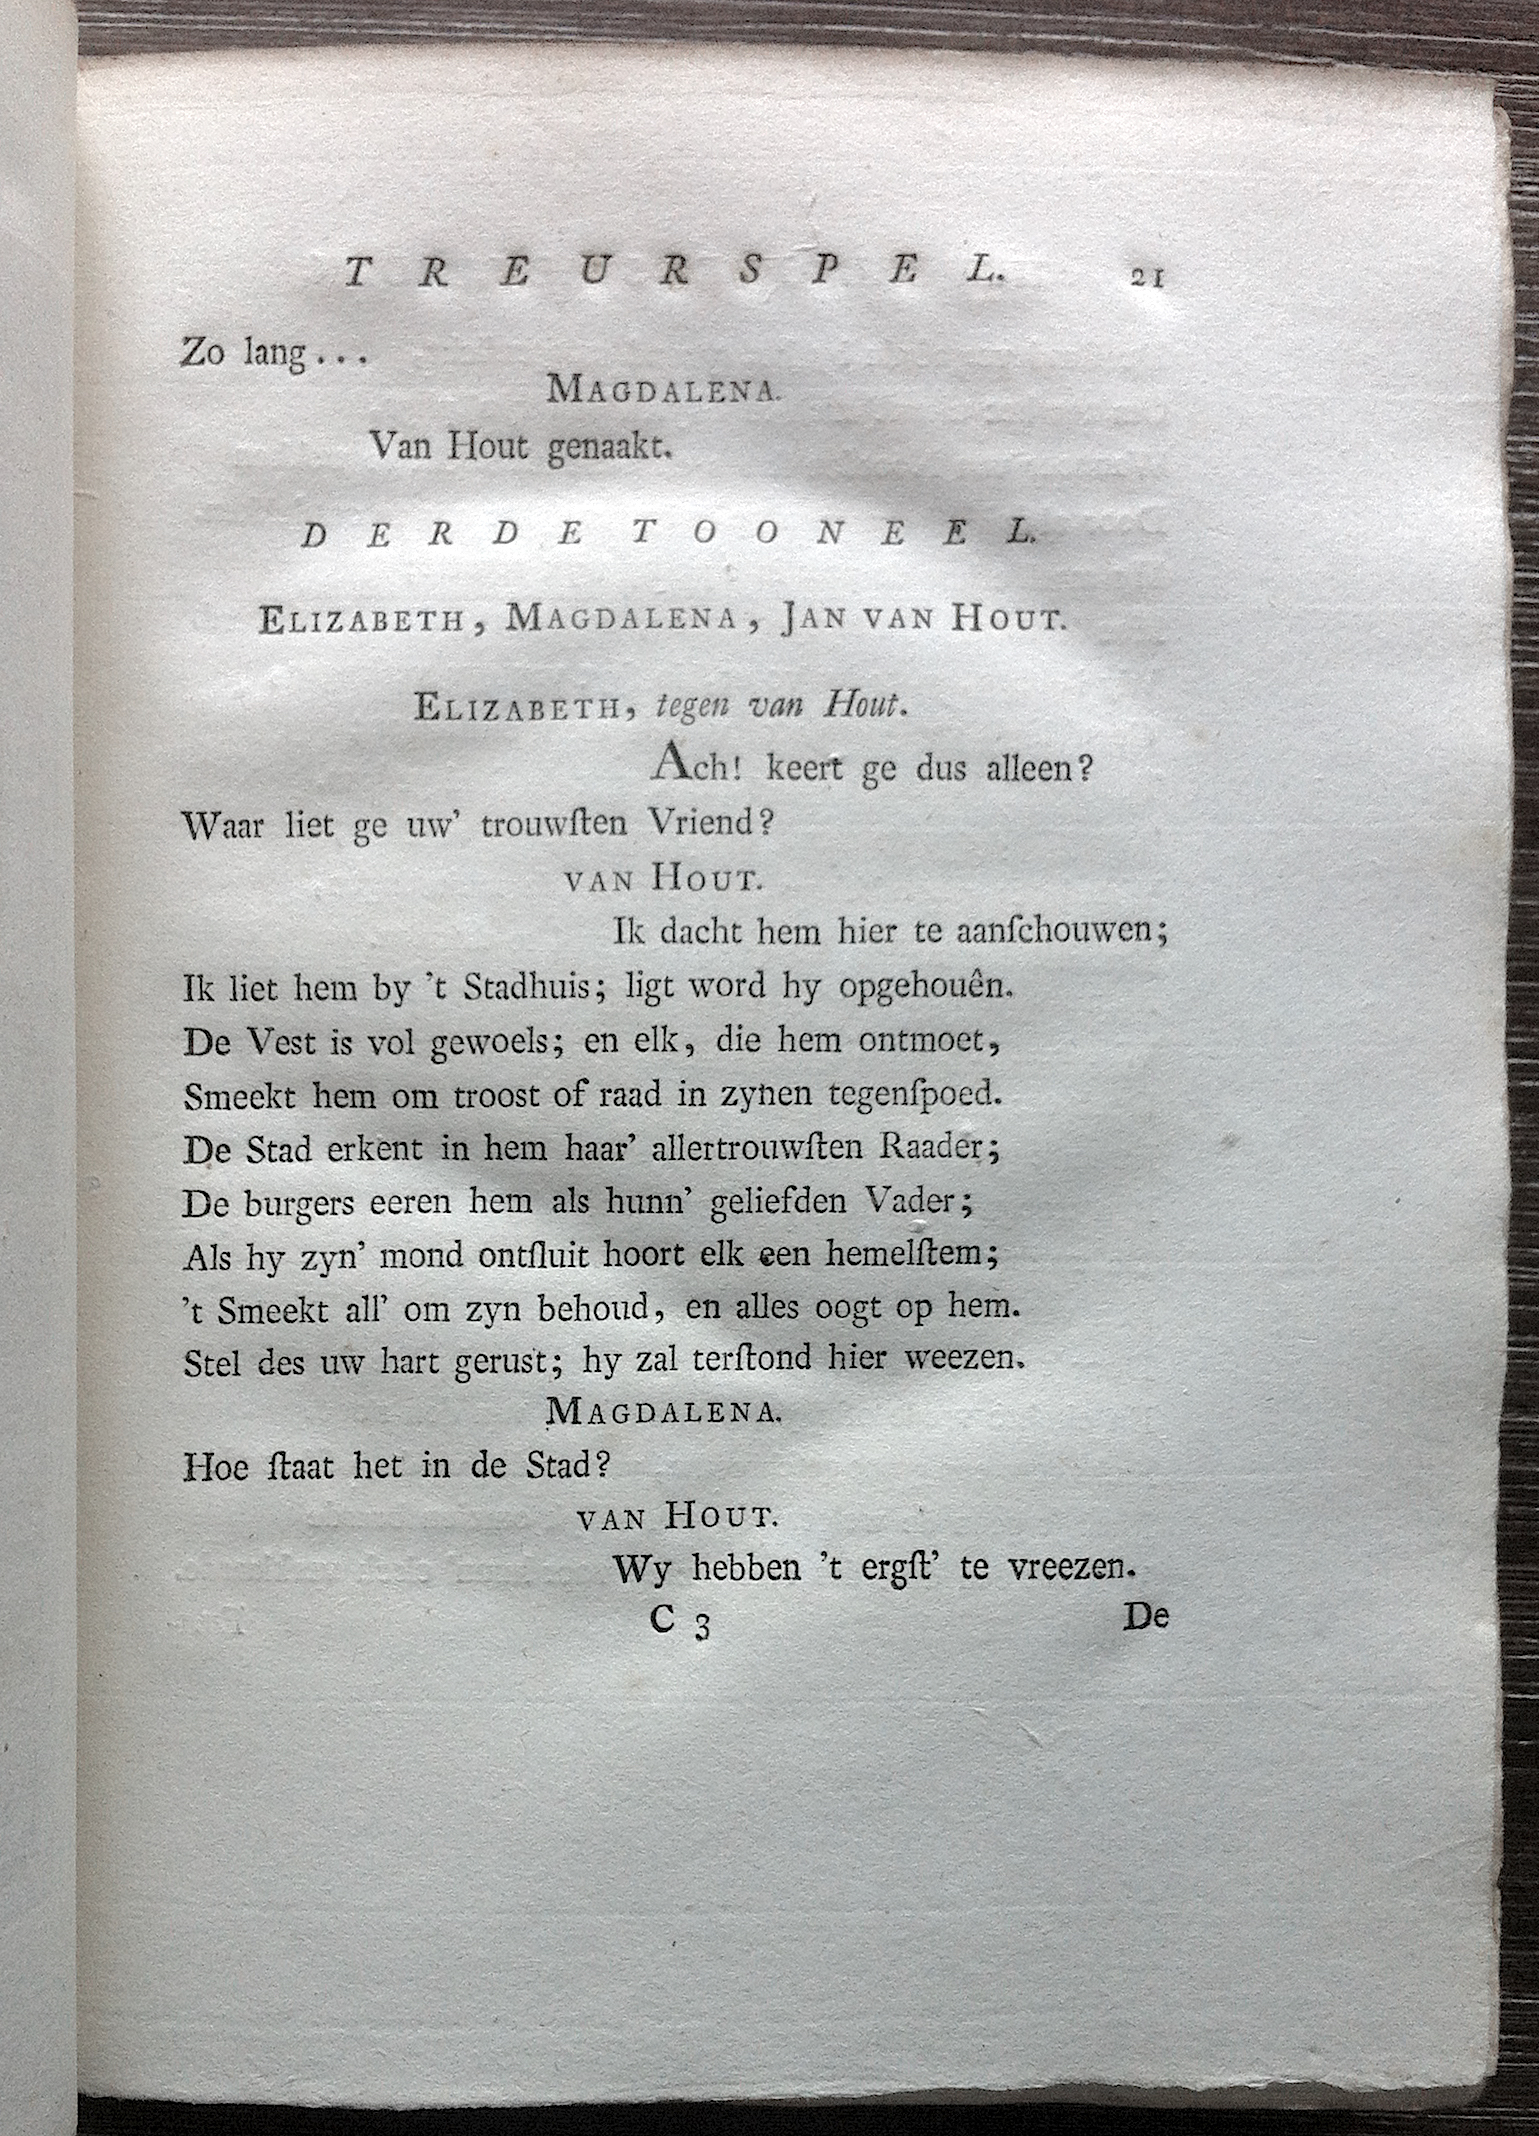 TREURSPEL. 21
Zo lang...
MAGDALENA.
Van Hout genaakt.
DERDE TOONEEL.
ELIZABETH, MAGDALENA, JAN VAN HOUT.
ELIZABETH, tegen van Hout.
Ach! keert ge dus alleen?
Waar liet ge uw’ trouwſten Vriend?
VAN HOUT.
Ik dacht hem hier te aanſchouwen;
Ik liet hem by ’t Stadhuis; ligt word hy opgehouên.
De Vest is vol gewoels; en elk, die hem ontmoet,
Smeekt hem om troost of raad in zynen tegenſpoed.
De Stad erkent in hem haar’ allertrouwſten Raader;
De burgers eeren hem als hunn’ geliefden Vader;
Als hy zyn’ mond ontſluit hoort elk een hemelſtem;
’t Smeekt all’ om zyn behoud, en alles oogt op hem.
Stel des uw hart gerust; hy zal terſtond hier weezen.
MAGDALENA.
Hoe ſtaat het in de Stad?
VAN HOUT.
Wy hebben ’t ergſt’ te vreezen.
C 3 De